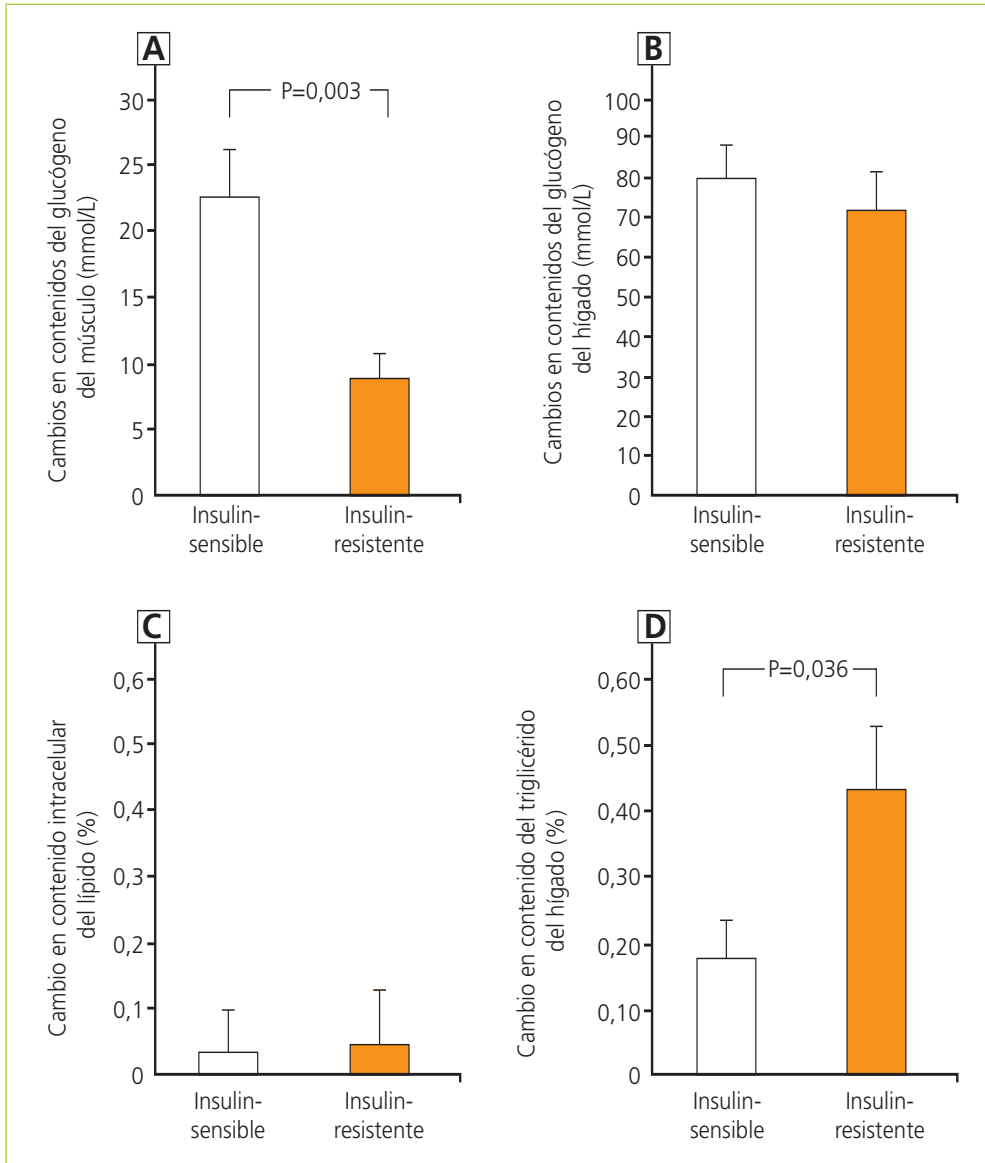 A
Cambios en contenidos del glucógeno
del músculo (mmol/L)
30
25
20
15
10
5
0
P=0,003
Insulin-
sensible
Insulin-
resistente
B
Cambios en contenidos del glucógeno
del hígado (mmol/L)
100
90
80
70
60
50
40
30
20
10
0
Insulin-
sensible
Insulin-
resistente
C
Cambio en contenido intracelular
del lípido (%)
0,6
0,5
0,4
0,3
0,2
0,1
0
Insulin-
sensible
Insulin-
resistente
D
Cambio en contenido del triglicérido
del hígado (%)
0,60
0,50
0,40
0,30
0,20
0,10
0
P=0,036
Insulin-
sensible
Insulin-
resistente